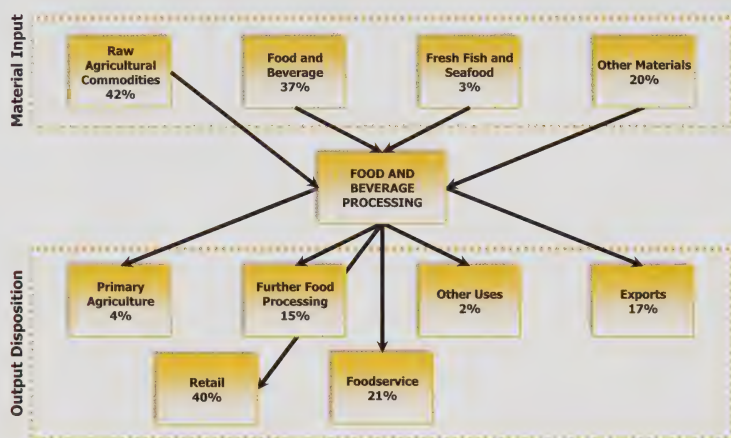 Material Input
Raw
Agricultural
Commodities
42%
Food and
Beverage
37%
Fresh Fish and
Seafood
3%
Other Materials
20%
FOOD AND
BEVERAGE
PROCESSING
Output Disposition
Primary
Agriculture
4%
Further Food
Processing
15%
Other Uses
2%
Exports
17%
Retail
40%
Foodservice
21%